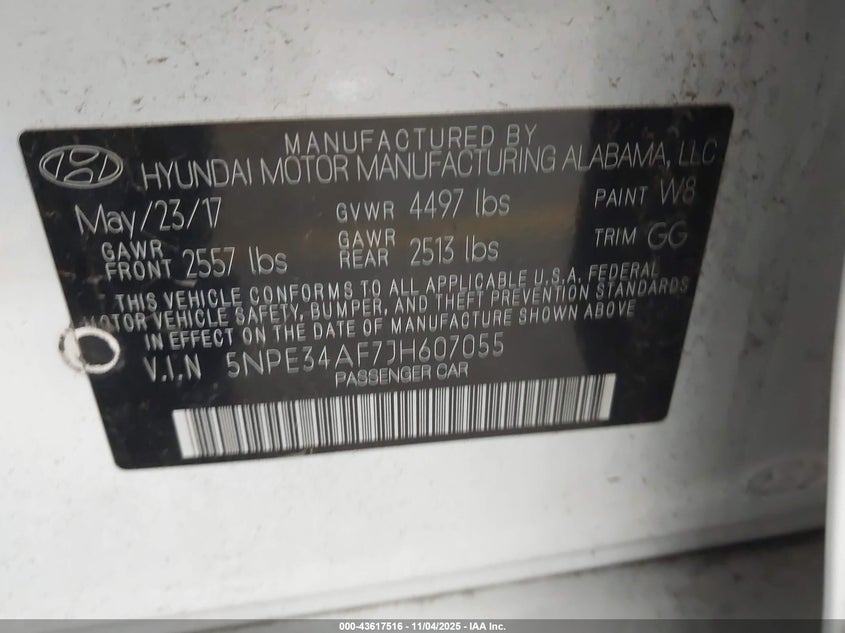 MANUFACTURED BY
HYUNDAI MOTOR MANUFACTURING ALABAMA, LLC
May/23/17 GVWR 4497 lbs PAINT W8
GAWR FRONT 2557 lbs GAWR REAR 2513 lbs TRIM GG
THIS VEHICLE CONFORMS TO ALL APPLICABLE U.S.A. FEDERAL
MOTOR VEHICLE SAFETY, BUMPER, AND THEFT PREVENTION STANDARDS
IN EFFECT ON THE DATE OF MANUFACTURE SHOWN ABOVE
V.I.N 5NPE34AF7JH607055
PASSENGER CAR
000-43617516 - 11/04/2025 - IAA Inc.